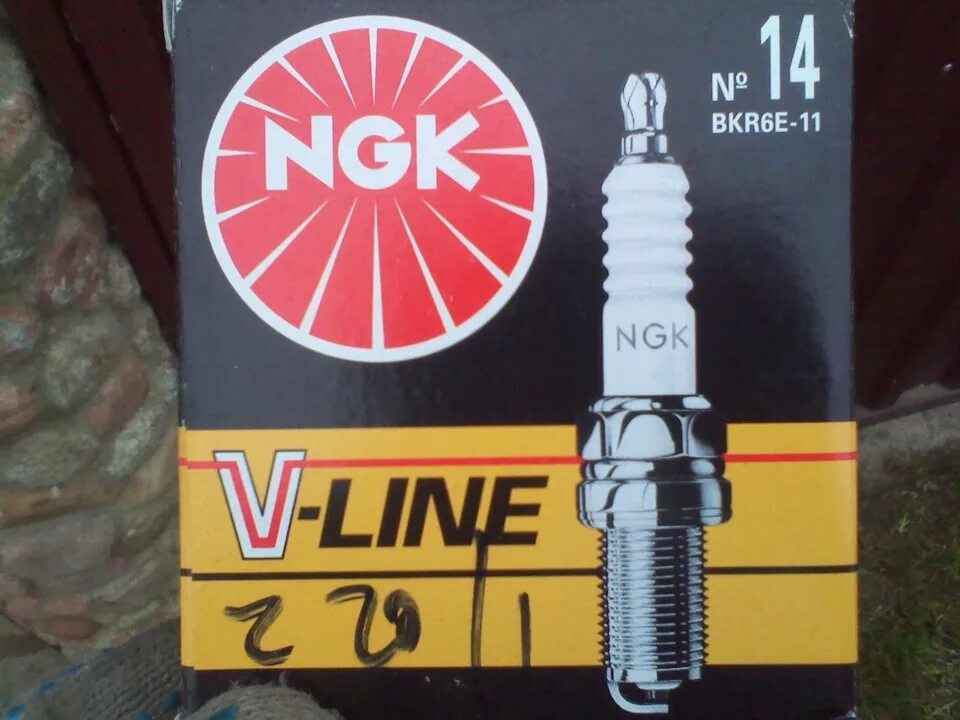 NGK
Nº 14
BKR6E-11
NGK
V-LINE